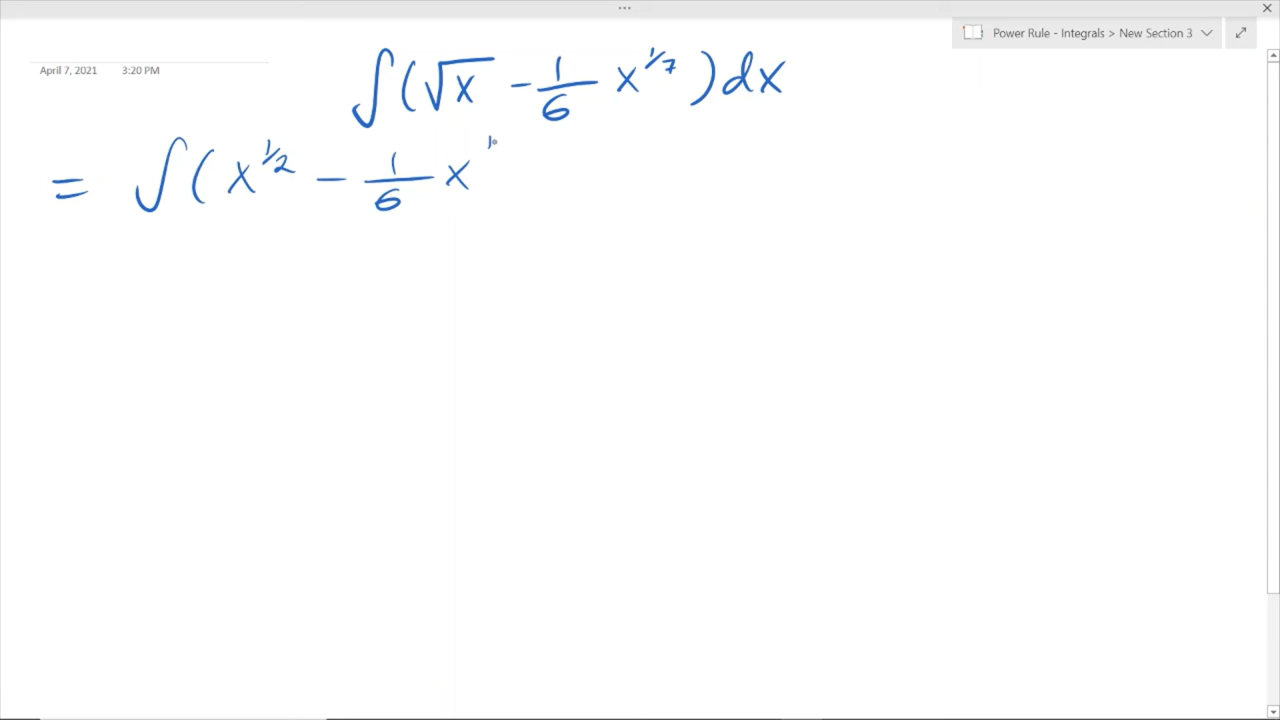 ...
Power Rule - Integrals > New Section 3
April 7, 2021 3:20 PM
∫(√x - 1/6 x^1/7)dx
= ∫(x^1/2 - 1/6 x^1